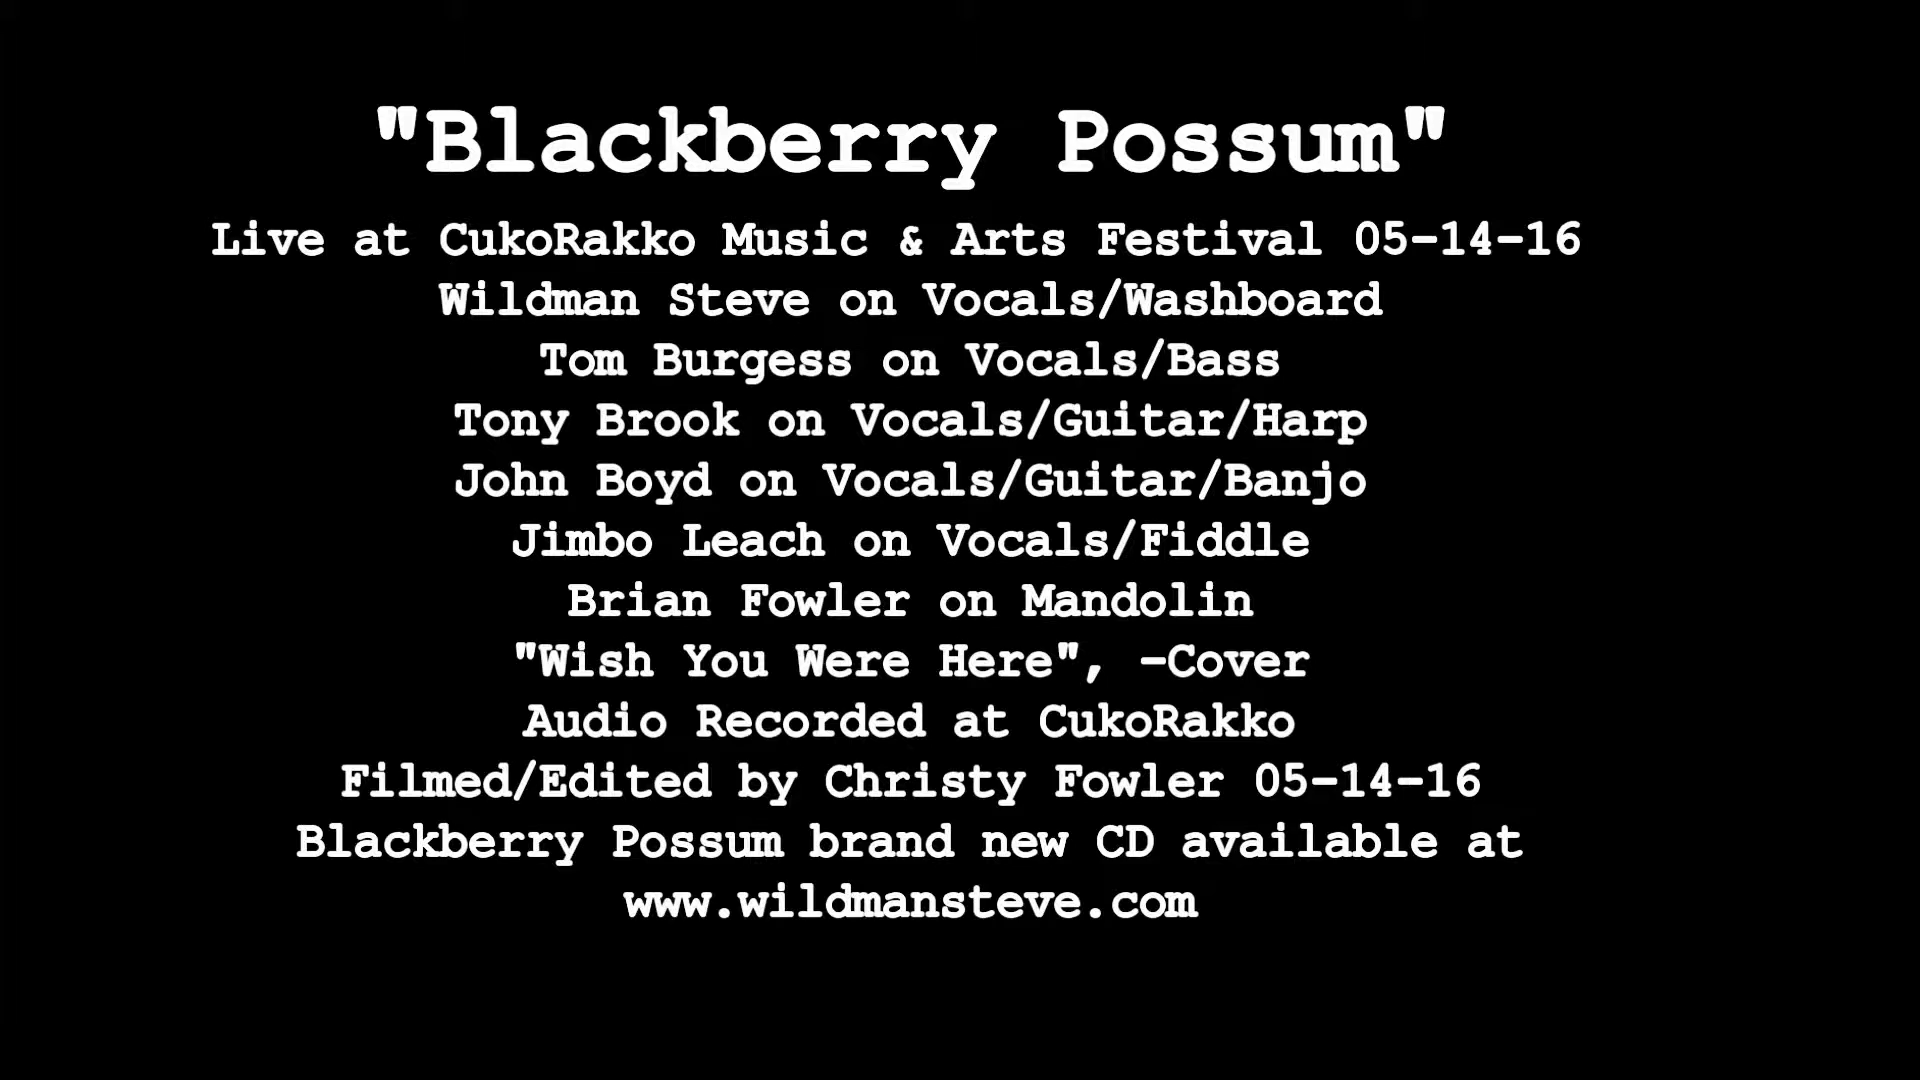 "Blackberry Possum"
Live at CukoRakko Music & Arts Festival 05-14-16
Wildman Steve on Vocals/Washboard
Tom Burgess on Vocals/Bass
Tony Brook on Vocals/Guitar/Harp
John Boyd on Vocals/Guitar/Banjo
Jimbo Leach on Vocals/Fiddle
Brian Fowler on Mandolin
"Wish You Were Here", -Cover
Audio Recorded at CukoRakko
Filmed/Edited by Christy Fowler 05-14-16
Blackberry Possum brand new CD available at
www.wildmansteve.com